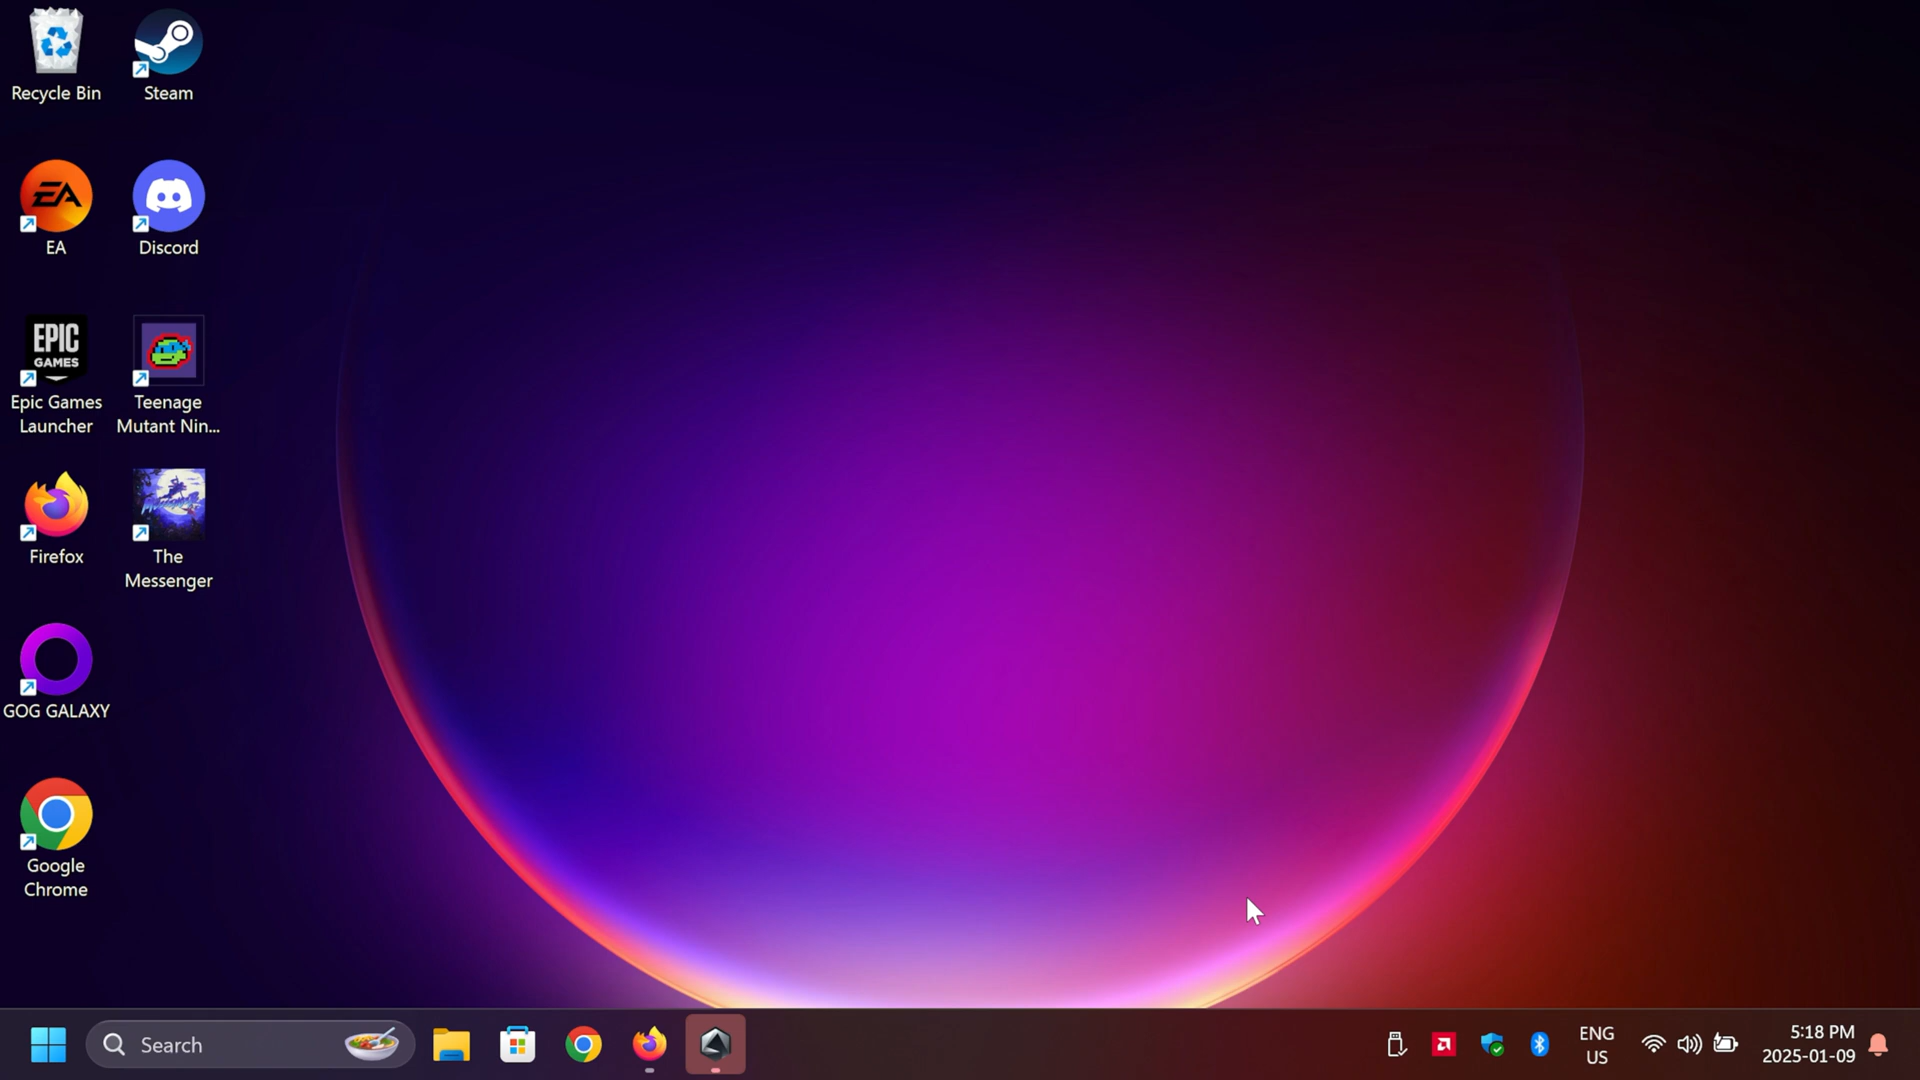 Recycle Bin
Steam
EA
EA
Discord
EPIC
GAMES
Epic Games
Launcher
Teenage
Mutant Nin...
Firefox
The
Messenger
GOG GALAXY
Google
Chrome
Search
ENG
US
5:18 PM
2025-01-09